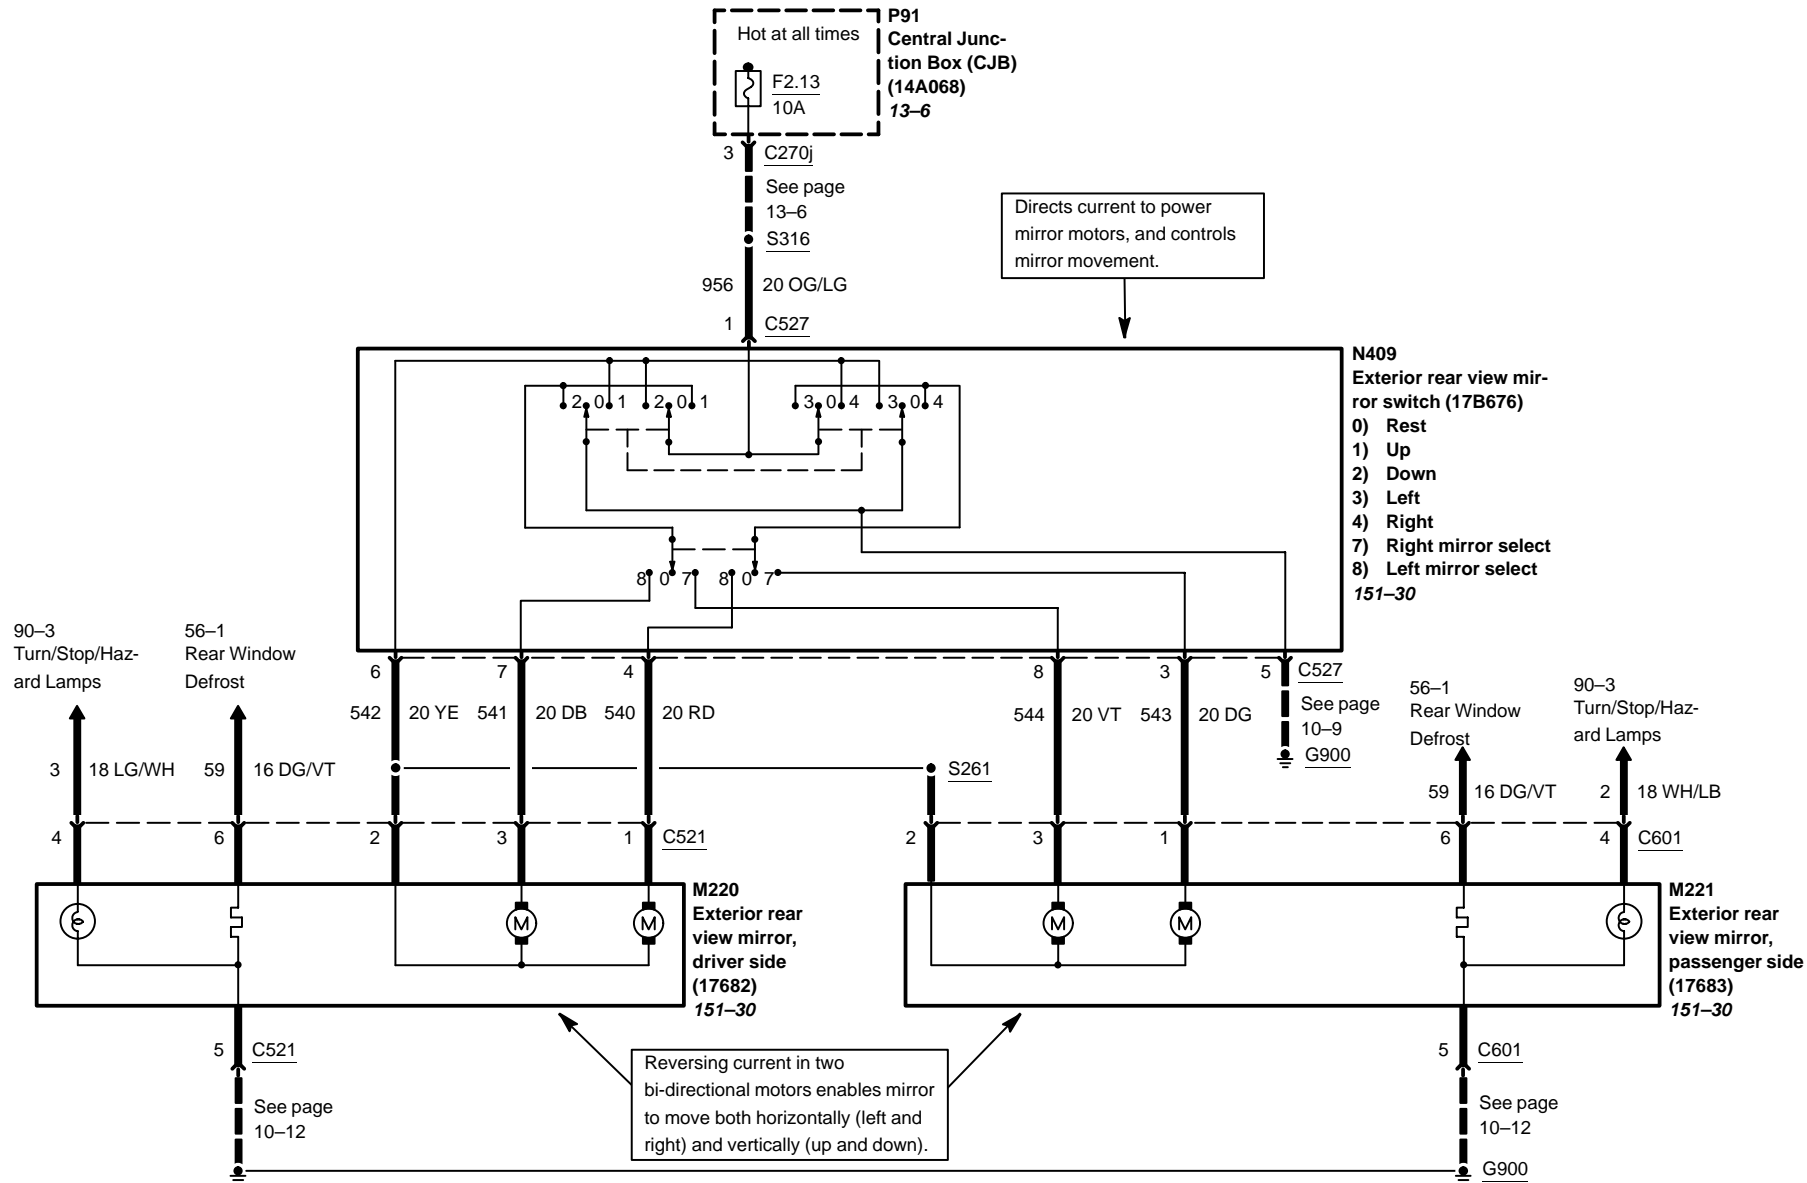 Hot at all times
F2.13
10A
P91
Central Junc-
tion Box (CJB)
(14A068)
13–6
3
C270j
See page
13–6
S316
956
20 OG/LG
1
C527
Directs current to power
mirror motors, and controls
mirror movement.
N409
Exterior rear view mir-
ror switch (17B676)
0) Rest
1) Up
2) Down
3) Left
4) Right
7) Right mirror select
8) Left mirror select
151–30
2 0 1 2 0 1 3 0 4 3 0 4
8 0 7 8 0 7
90–3
Turn/Stop/Haz-
ard Lamps
56–1
Rear Window
Defrost
6 7 4 8 3 5 C527
542 20 YE 541 20 DB 540 20 RD 544 20 VT 543 20 DG
See page
10–9
G900
56–1
Rear Window
Defrost
90–3
Turn/Stop/Haz-
ard Lamps
3 18 LG/WH 59 16 DG/VT S261
59 16 DG/VT 2 18 WH/LB
4 6 2 3 1 C521 2 3 1 6 4 C601
M M M M
M220
Exterior rear
view mirror,
driver side
(17682)
151–30
M221
Exterior rear
view mirror,
passenger side
(17683)
151–30
5 C521
See page
10–12
Reversing current in two
bi-directional motors enables mirror
to move both horizontally (left and
right) and vertically (up and down).
5 C601
See page
10–12
G900